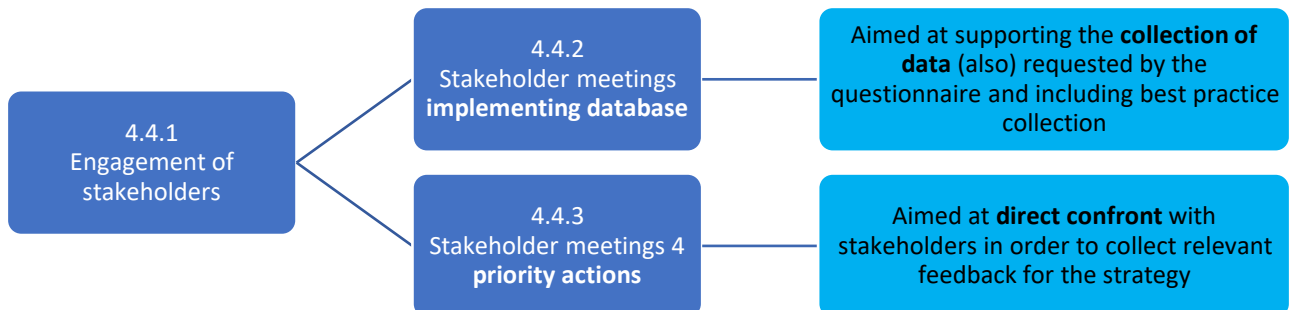 4.4.1
Engagement of
stakeholders
4.4.2
Stakeholder meetings
implementing database
Aimed at supporting the collection of
data (also) requested by the
questionnaire and including best practice
collection
4.4.3
Stakeholder meetings 4
priority actions
Aimed at direct confront with
stakeholders in order to collect relevant
feedback for the strategy